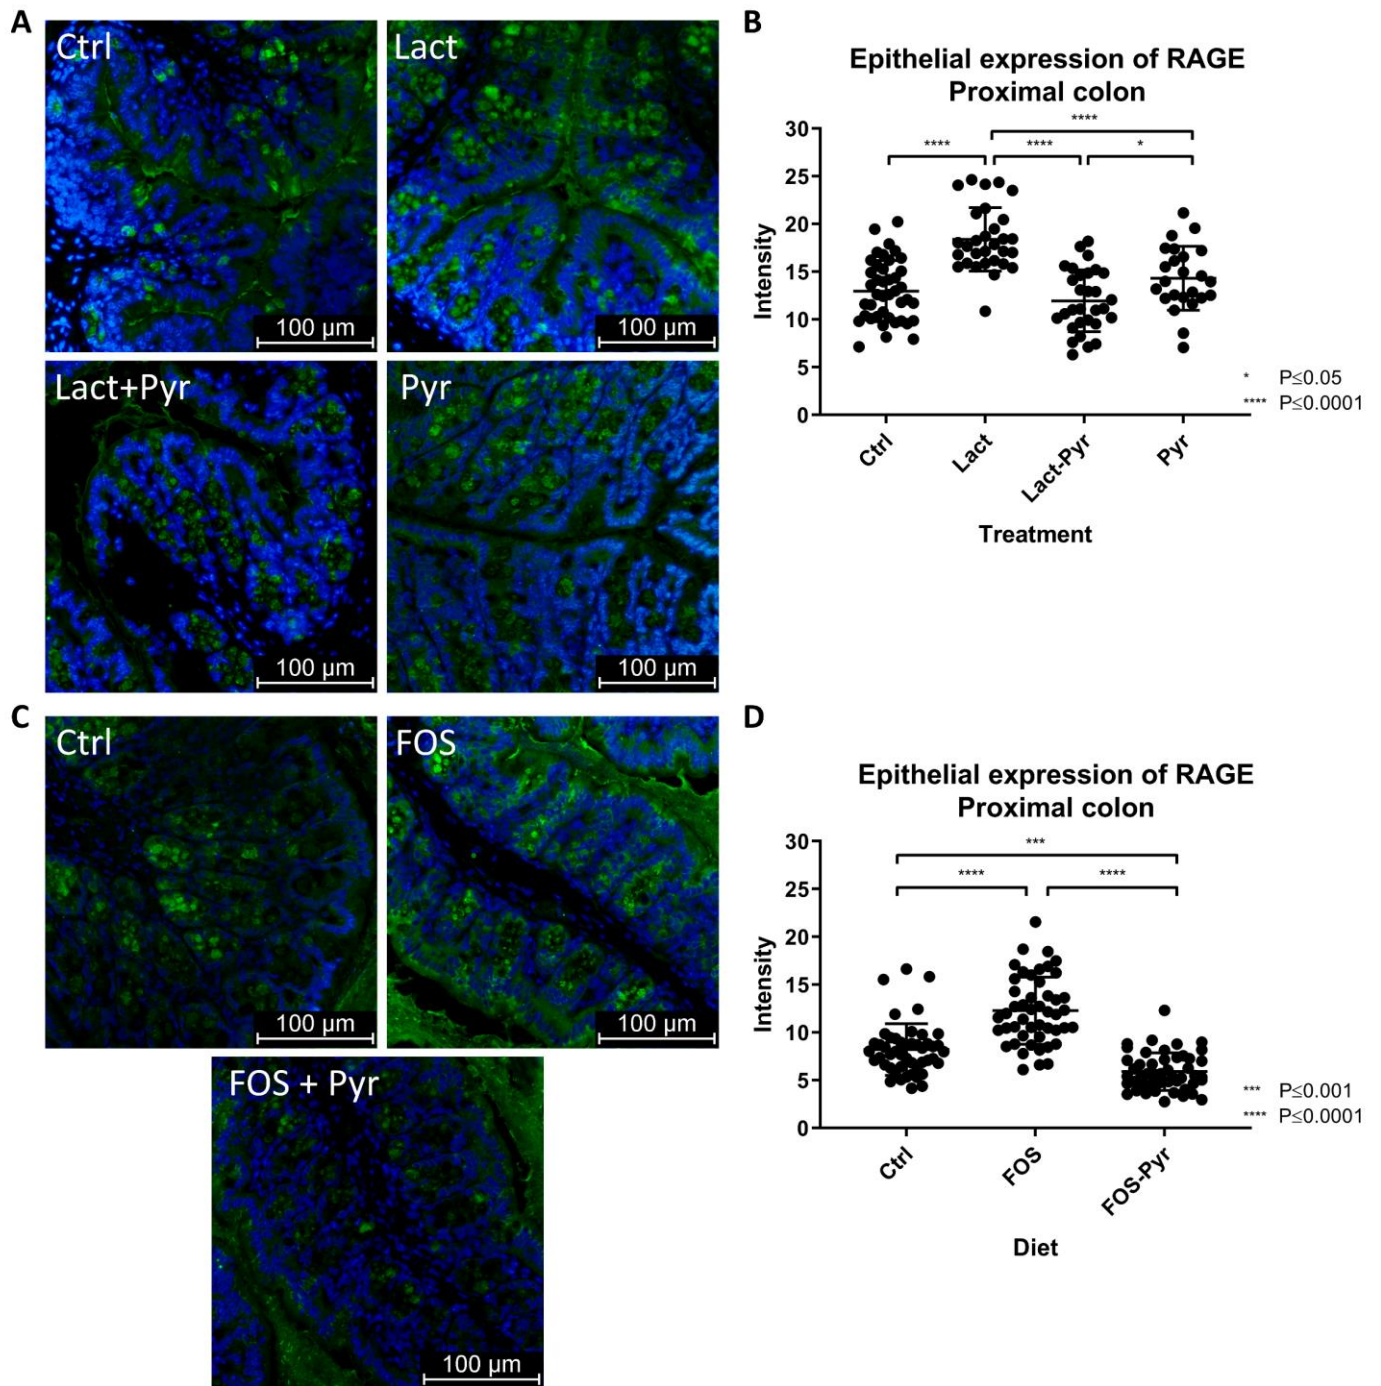 A
Ctrl
Lact
100 µm
100 µm
Lact+Pyr
Pyr
100 µm
100 µm
B
Epithelial expression of RAGE
Proximal colon
****
**** **** *
30
25
20
15
10
5
0
Intensity
Ctrl
Lact
Lact-Pyr
Pyr
Treatment
* P≤0.05
**** P≤0.0001
C
Ctrl
FOS
100 µm
100 µm
FOS + Pyr
100 µm
D
Epithelial expression of RAGE
Proximal colon
***
**** ****
30
25
20
15
10
5
0
Intensity
Ctrl
FOS
FOS-Pyr
Diet
*** P≤0.001
**** P≤0.0001